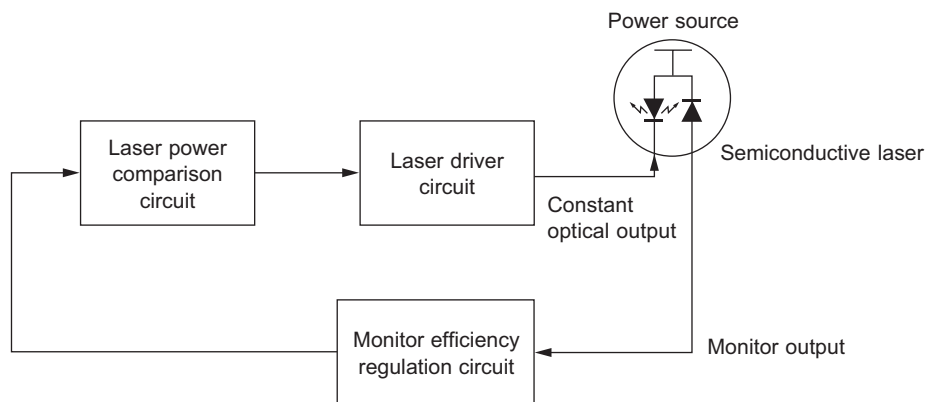 Power source
Laser power
comparison
circuit
Laser driver
circuit
Semiconductive laser
Constant
optical output
Monitor efficiency
regulation circuit
Monitor output